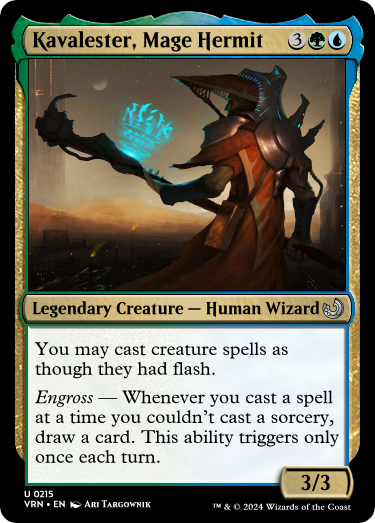 Kavalester, Mage Hermit 3
Legendary Creature — Human Wizard
You may cast creature spells as
though they had flash.
Engross — Whenever you cast a spell
at a time you couldn't cast a sorcery,
draw a card. This ability triggers only
once each turn.
3/3
U 0215
VRN • EN Ari Targownik
™ & © 2024 Wizards of the Coast